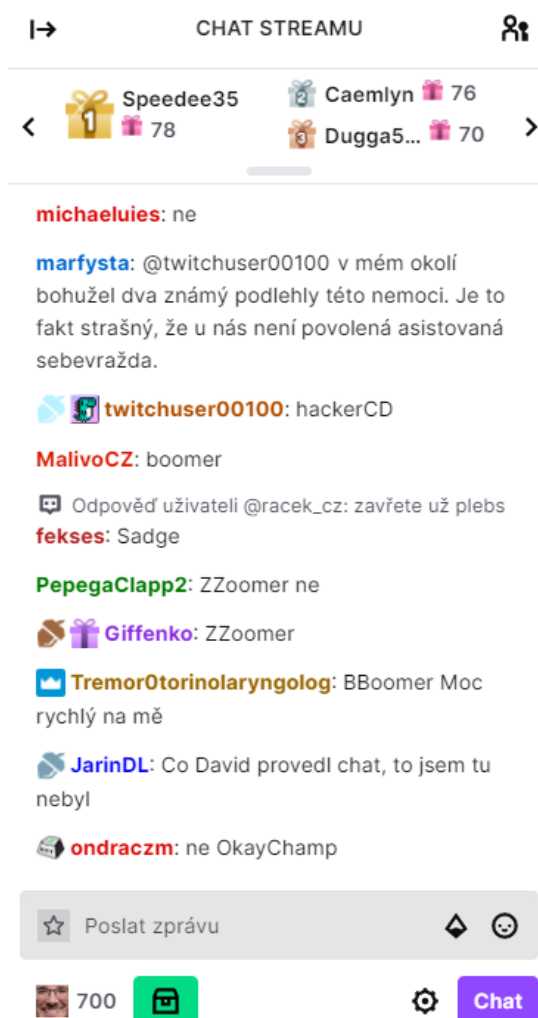 CHAT STREAMU
1 Speedee35 78
2 Caemlyn 76
3 Dugga5... 70
michaeluies: ne
marfysta: @twitchuser00100 v mém okolí
bohužel dva známý podlehly této nemoci. Je to
fakt strašný, že u nás není povolená asistovaná
sebevražda.
twitchuser00100: hackerCD
MalivoCZ: boomer
Odpověď uživateli @racek_cz: zavřete už plebs
fekses: Sadge
PepegaClapp2: ZZoomer ne
Giffenko: ZZoomer
Tremor0torinolaryngolog: BBoomer Moc
rychlý na mě
JarinDL: Co David provedl chat, to jsem tu
nebyl
ondraczm: ne OkayChamp
Poslat zprávu
700
Chat